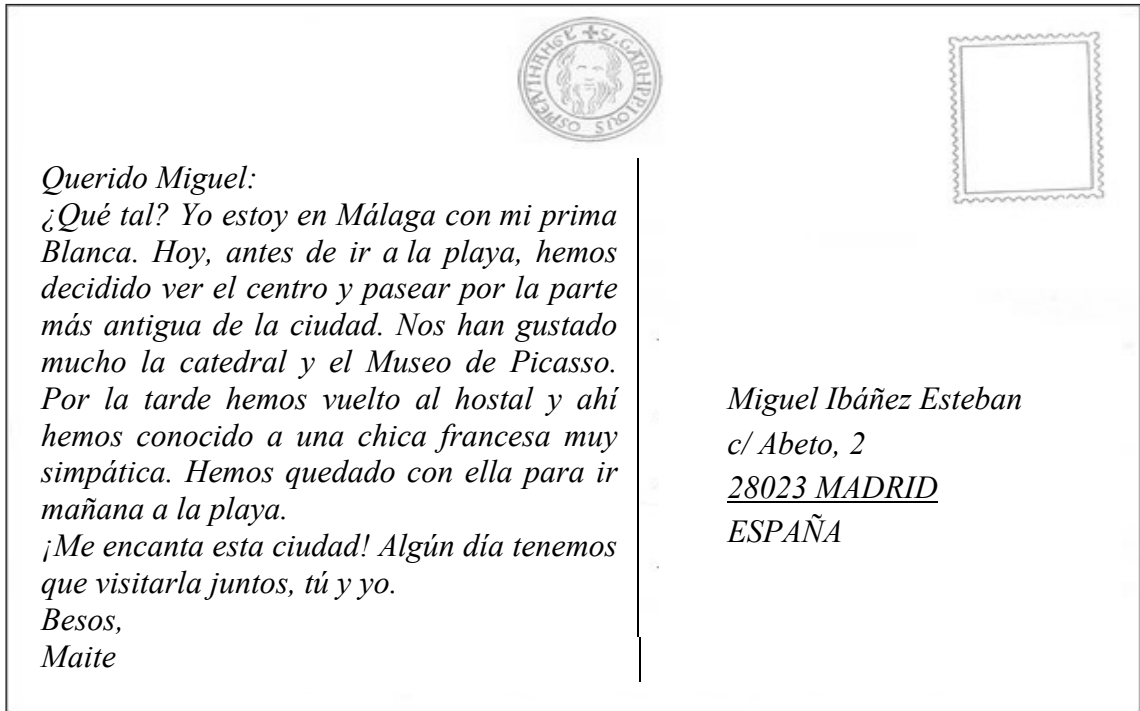 Querido Miguel:
¿Qué tal? Yo estoy en Málaga con mi prima
Blanca. Hoy, antes de ir a la playa, hemos
decidido ver el centro y pasear por la parte
más antigua de la ciudad. Nos han gustado
mucho la catedral y el Museo de Picasso.
Por la tarde hemos vuelto al hostal y ahí
hemos conocido a una chica francesa muy
simpática. Hemos quedado con ella para ir
mañana a la playa.
¡Me encanta esta ciudad! Algún día tenemos
que visitarla juntos, tú y yo.
Besos,
Maite
Miguel Ibáñez Esteban
c/ Abeto, 2
28023 MADRID
ESPAÑA